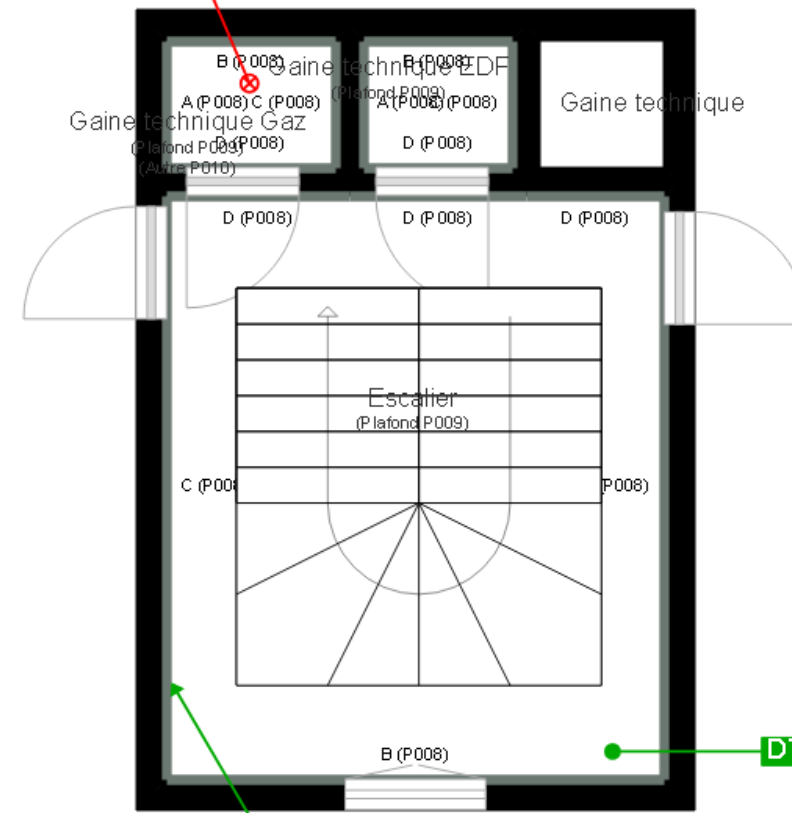 B (P008)
B (P008)
Gaine technique EDF
(Plafond P009)
A (P008)
C (P008)
A (P008)
(P008)
Gaine technique
Gaine technique Gaz
D (P008)
D (P008)
(Plafond P009)
(Autre P010)
D (P008)
D (P008)
D (P008)
Escalier
(Plafond P009)
C (P008
P008)
B (P008)
D